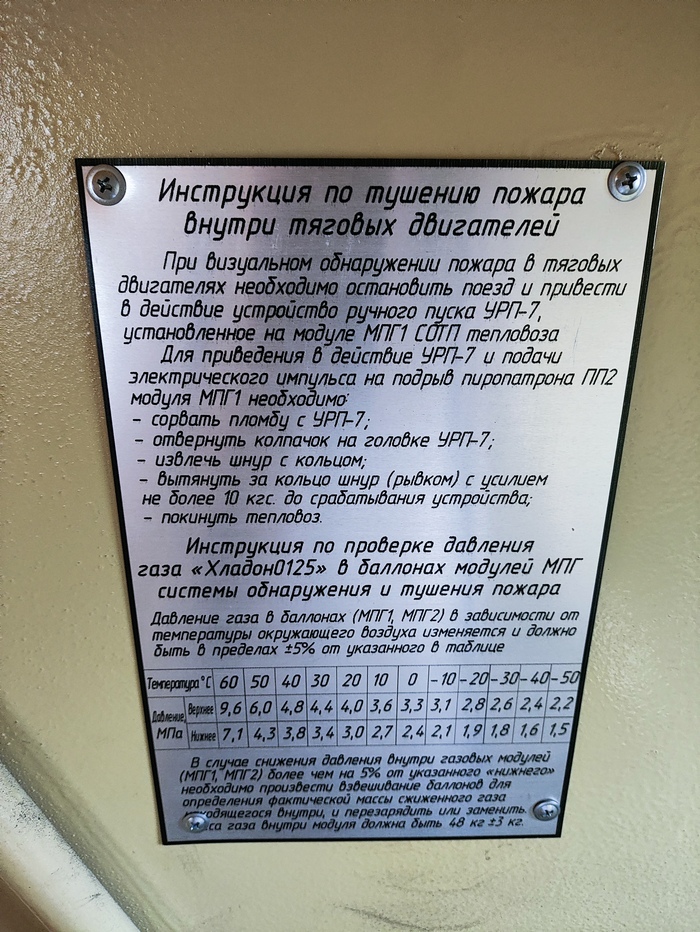 Инструкция по тушению пожара
внутри тяговых двигателей
При визуальном обнаружении пожара в тяговых
двигателях необходимо остановить поезд и привести
в действие устройство ручного пуска УРП-7,
установленное на модуле МПГ1 СОТП тепловоза
Для приведения в действие УРП-7 и подачи
электрического импульса на подрыв пиропатрона ПП2
модуля МПГ1 необходимо:
- сорвать пломбу с УРП-7;
- отвернуть колпачок на головке УРП-7;
- извлечь шнур с кольцом;
- вытянуть за кольцо шнур (рывком) с усилием
не более 10 кгс. до срабатывания устройства;
- покинуть тепловоз.
Инструкция по проверке давления
газа «Хладон0125» в баллонах модулей МПГ
системы обнаружения и тушения пожара
Давление газа в баллонах (МПГ1, МПГ2) в зависимости от
температуры окружающего воздуха изменяется и должно
быть в пределах ±5% от указанного в таблице
Температура°С 60 50 40 30 20 10 0 -10 -20 -30 -40 -50
Давление, МПа Верхнее 9,6 6,0 4,8 4,4 4,0 3,6 3,3 3,1 2,8 2,6 2,4 2,2
Нижнее 7,1 4,3 3,8 3,4 3,0 2,7 2,4 2,1 1,9 1,8 1,6 1,5
В случае снижения давления внутри газовых модулей
(МПГ1, МПГ2) более чем на 5% от указанного «нижнего»
необходимо произвести взвешивание баллонов для
определения фактической массы сжиженного газа
находящегося внутри, и перезарядить или заменить.
газа внутри модуля должна быть 48 кг ±3 кг.